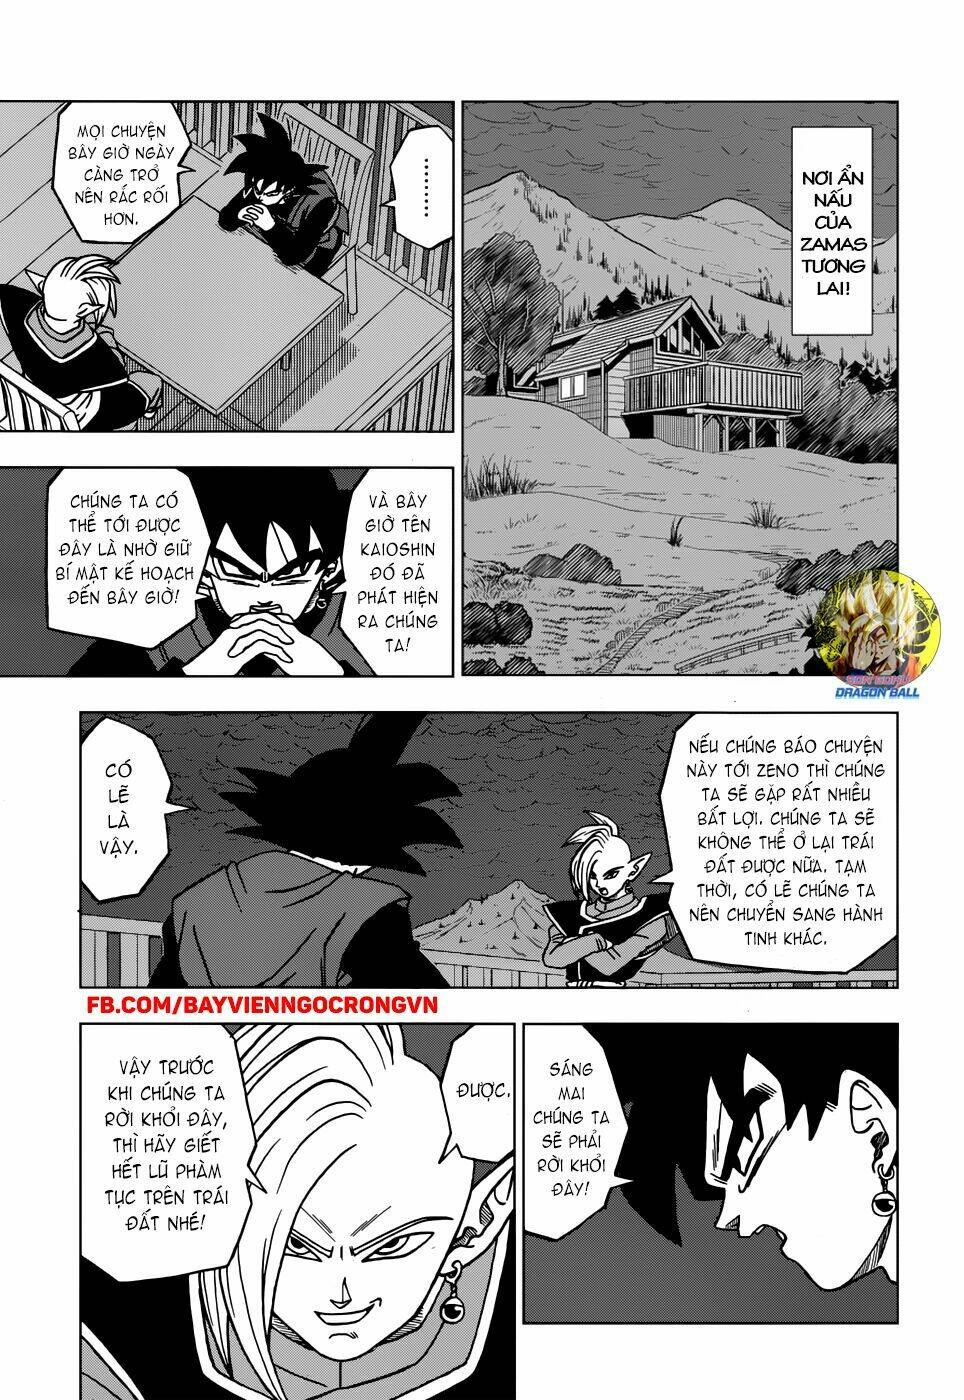 NƠI ẨN
NẤU
CỦA
ZAMAS
TƯƠNG
LAI!
.........
MỌI CHUYỆN
BÂY GIỜ NGÀY
CÀNG TRỞ
NÊN RẮC RỐI
HƠN.
VÀ BÂY
GIỜ TÊN
KAIOSHIN
ĐÓ ĐÃ
PHÁT HIỆN
RA CHÚNG
TA!
CHÚNG TA CÓ
THỂ TỚI ĐƯỢC
ĐÂY LÀ NHỜ GIỮ
BÍ MẬT KẾ HOẠCH
ĐẾN BÂY GIỜ!
SON GOKU
DRAGON BALL
NẾU CHÚNG BÁO CHUYỆN
NÀY TỚI ZENO THÌ CHÚNG
TA SẼ GẶP RẤT NHIỀU
BẤT LỢI. CHÚNG TA SẼ
KHÔNG THỂ Ở LẠI TRÁI
ĐẤT ĐƯỢC NỮA. TẠM
THỜI, CÓ LẼ CHÚNG TA
NÊN CHUYỂN SANG HÀNH
TINH KHÁC.
CÓ
LẼ
LÀ
VẬY.
FB.COM/BAYVIENNGOCRONGVN
SÁNG
MAI
CHÚNG TA
SẼ PHẢI
RỜI KHỎI
ĐÂY!
ĐƯỢC.
VẬY TRƯỚC
KHI CHÚNG TA
RỜI KHỎI ĐÂY,
THÌ HÃY GIẾT
HẾT LŨ PHÀM
TỤC TRÊN TRÁI
ĐẤT NHÉ!